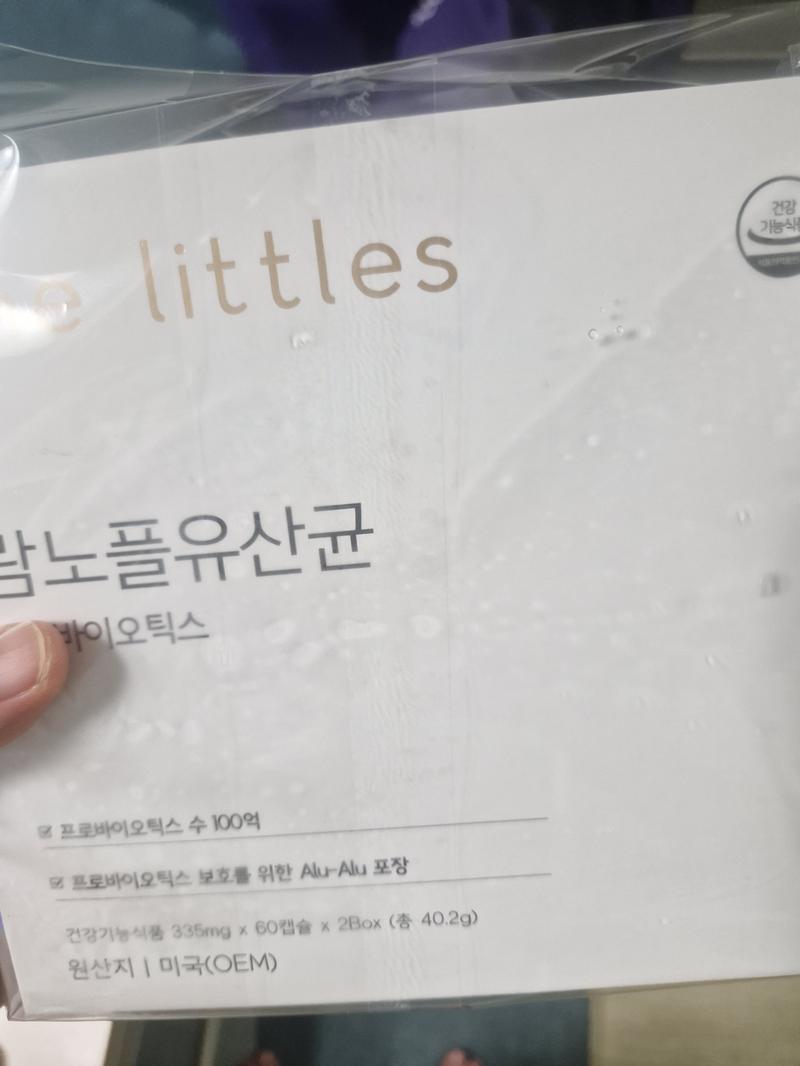 littles
건강
기능식품
람노플유산균
바이오틱스
프로바이오틱스 수 100억
프로바이오틱스 보호를 위한 Alu-Alu 포장
건강기능식품 335mg x 60캡슐 x 2Box (총 40.2g)
원산지 | 미국(OEM)